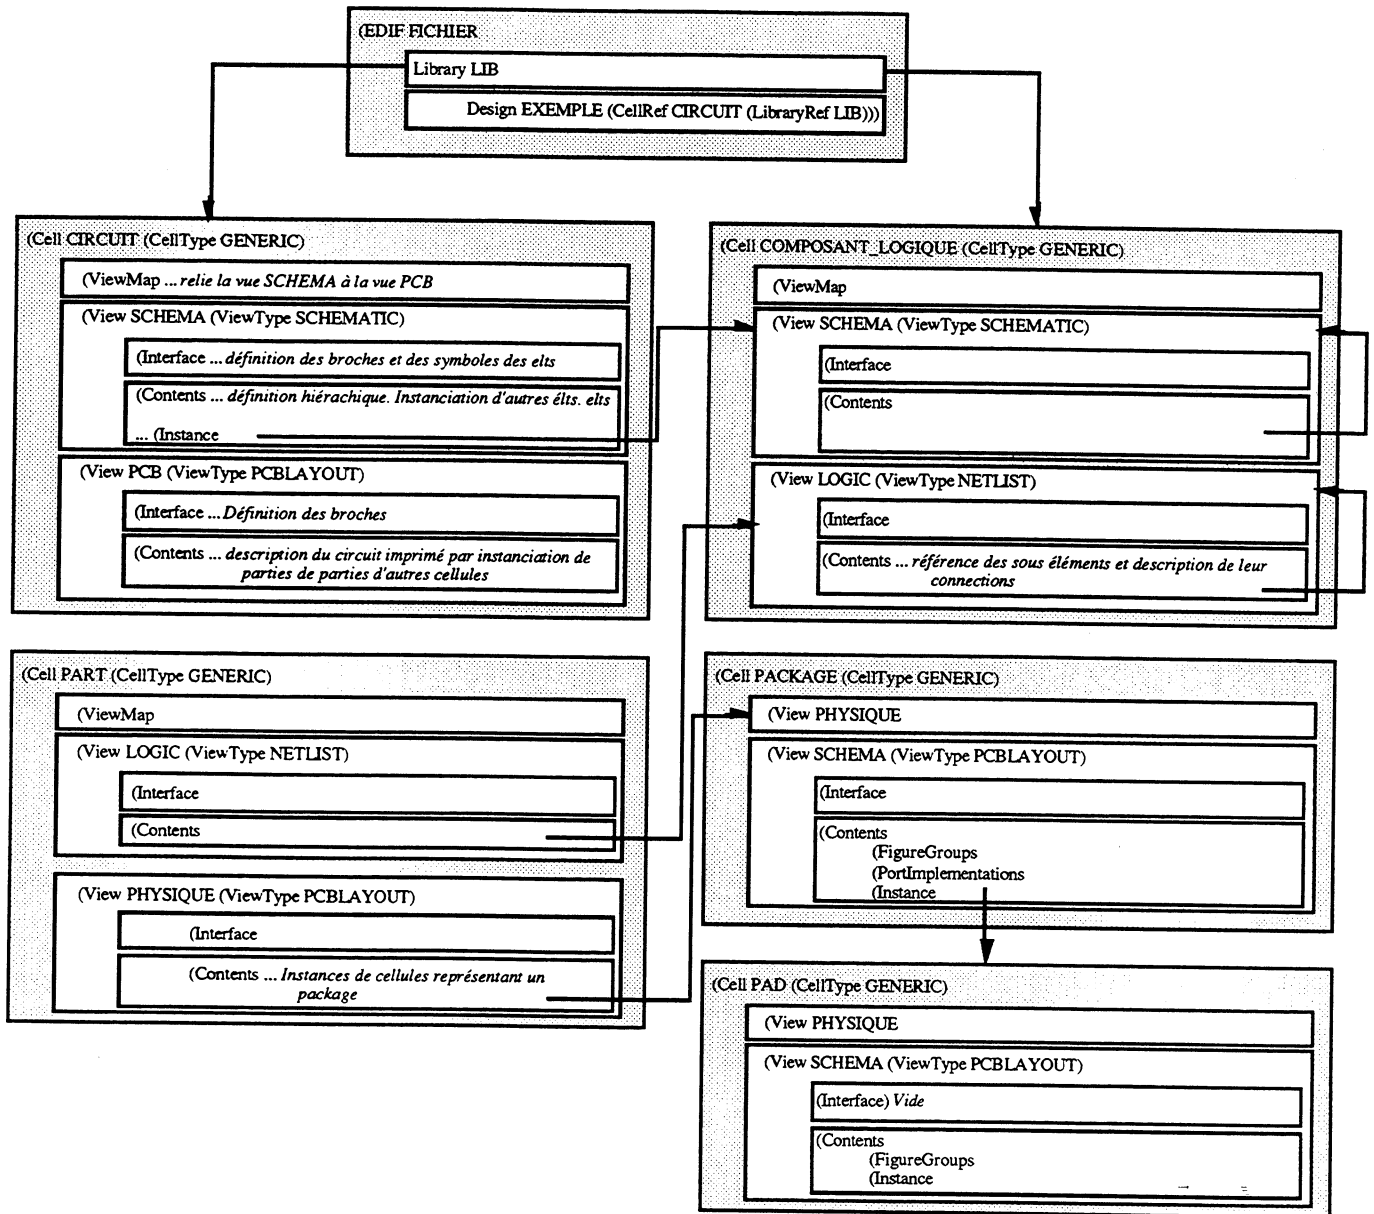 (EDIF FICHIER
Library LIB
Design EXEMPLE (CellRef CIRCUIT (LibraryRef LIB)))
(Cell CIRCUIT (CellType GENERIC)
(ViewMap ... relie la vue SCHEMA à la vue PCB
(View SCHEMA (ViewType SCHEMATIC)
(Interface ... définition des broches et des symboles des elts
(Contents ... définition hiérachique. Instanciation d'autres élts. elts
... (Instance
(View PCB (ViewType PCBLAYOUT)
(Interface ... Définition des broches
(Contents ... description du circuit imprimé par instanciation de
parties de parties d'autres cellules
(Cell COMPOSANT_LOGIQUE (CellType GENERIC)
(ViewMap
(View SCHEMA (ViewType SCHEMATIC)
(Interface
(Contents
(View LOGIC (ViewType NETLIST)
(Interface
(Contents ... référence des sous éléments et description de leur
connections
(Cell PART (CellType GENERIC)
(ViewMap
(View LOGIC (ViewType NETLIST)
(Interface
(Contents
(View PHYSIQUE (ViewType PCBLAYOUT)
(Interface
(Contents ... Instances de cellules représentant un
package
(Cell PACKAGE (CellType GENERIC)
(View PHYSIQUE
(View SCHEMA (ViewType PCBLAYOUT)
(Interface
(Contents
(FigureGroups
(PortImplementations
(Instance
(Cell PAD (CellType GENERIC)
(View PHYSIQUE
(View SCHEMA (ViewType PCBLAYOUT)
(Interface) Vide
(Contents
(FigureGroups
(Instance